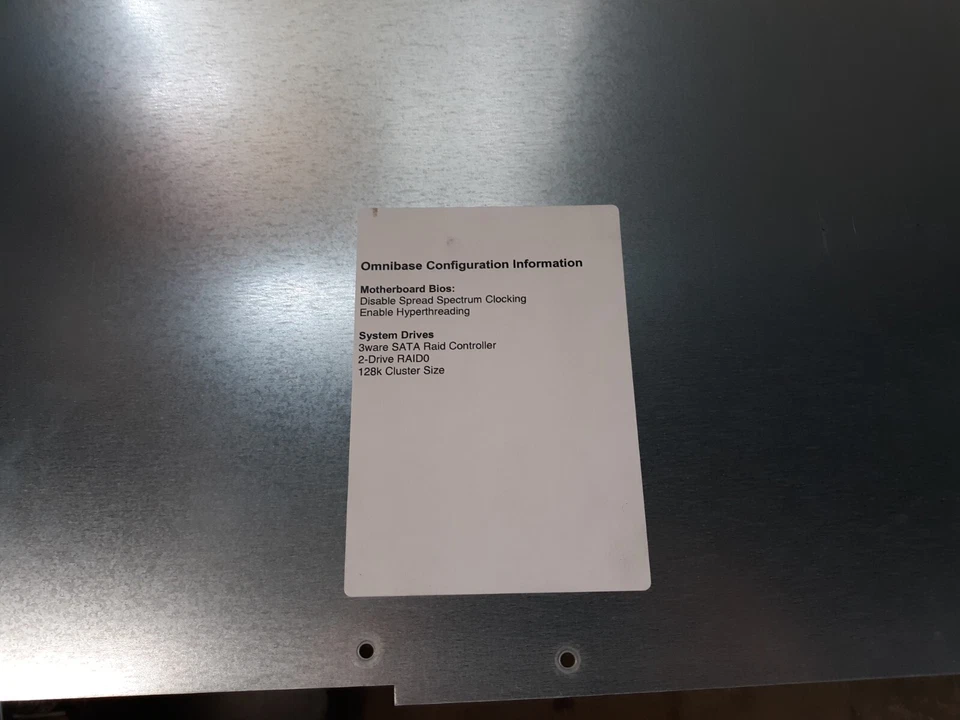 Omnibase Configuration Information
Motherboard Bios:
Disable Spread Spectrum Clocking
Enable Hyperthreading
System Drives
3ware SATA Raid Controller
2-Drive RAID0
128k Cluster Size